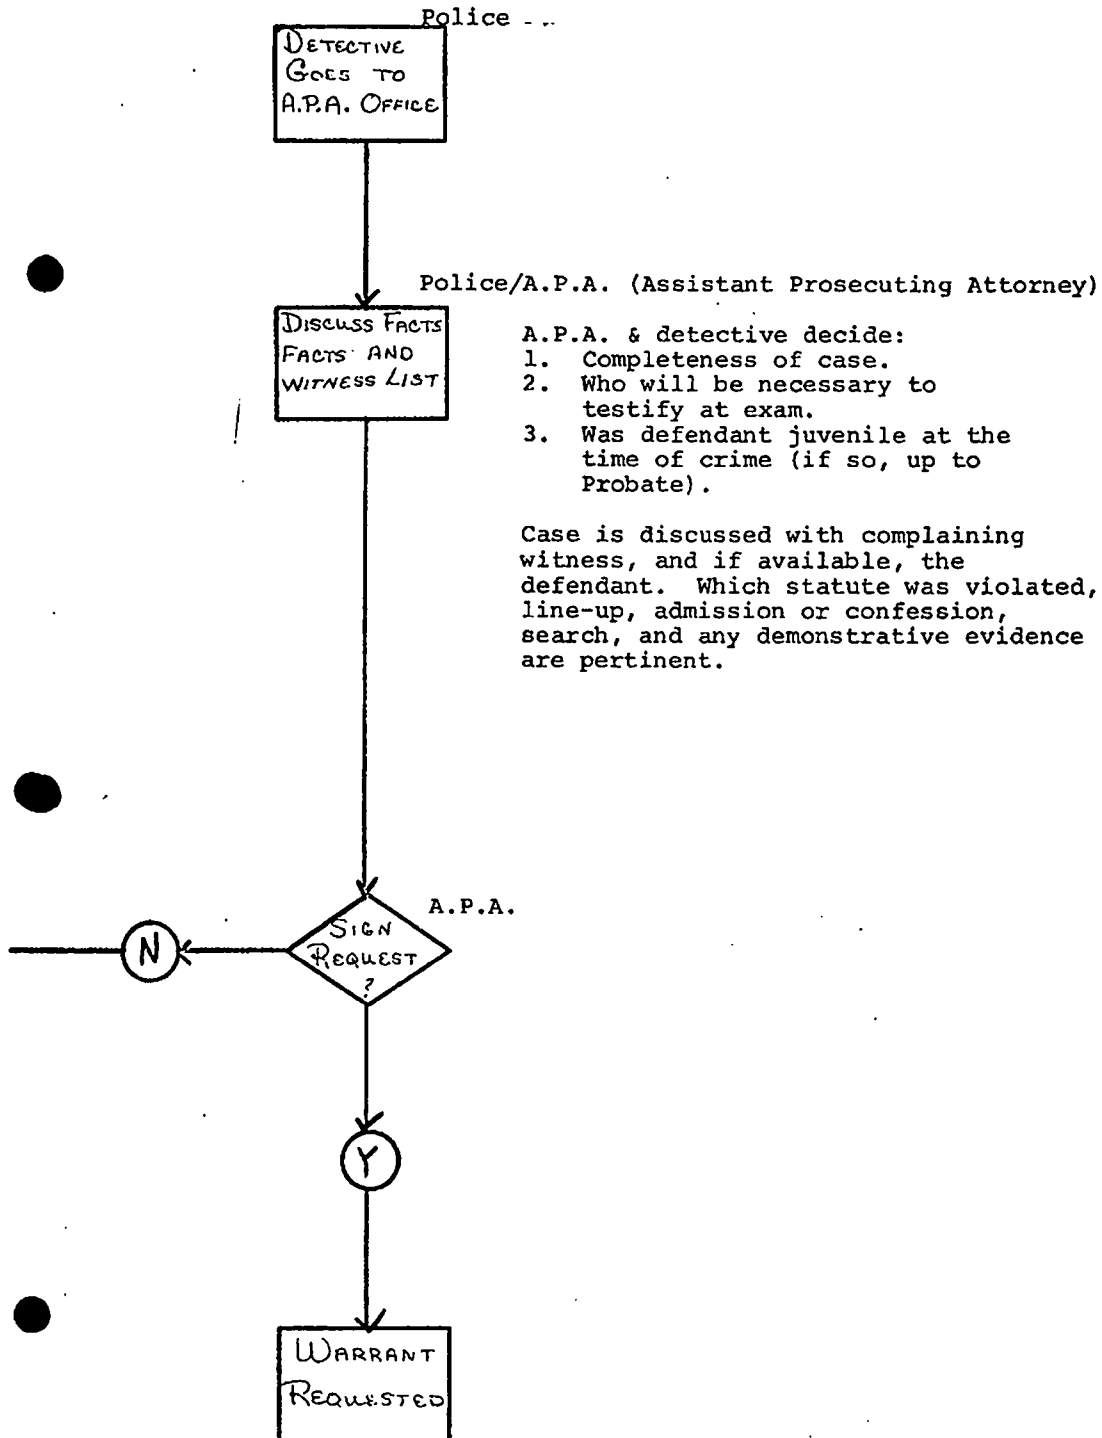 Police
DETECTIVE
GOES TO
A.P.A. OFFICE
Police/A.P.A. (Assistant Prosecuting Attorney)
DISCUSS FACTS
FACTS AND
WITNESS LIST
A.P.A. & detective decide:
1. Completeness of case.
2. Who will be necessary to
testify at exam.
3. Was defendant juvenile at the
time of crime (if so, up to
Probate).
Case is discussed with complaining
witness, and if available, the
defendant. Which statute was violated,
line-up, admission or confession,
search, and any demonstrative evidence
are pertinent.
A.P.A.
SIGN
REQUEST
?
N
Y
WARRANT
REQUESTED